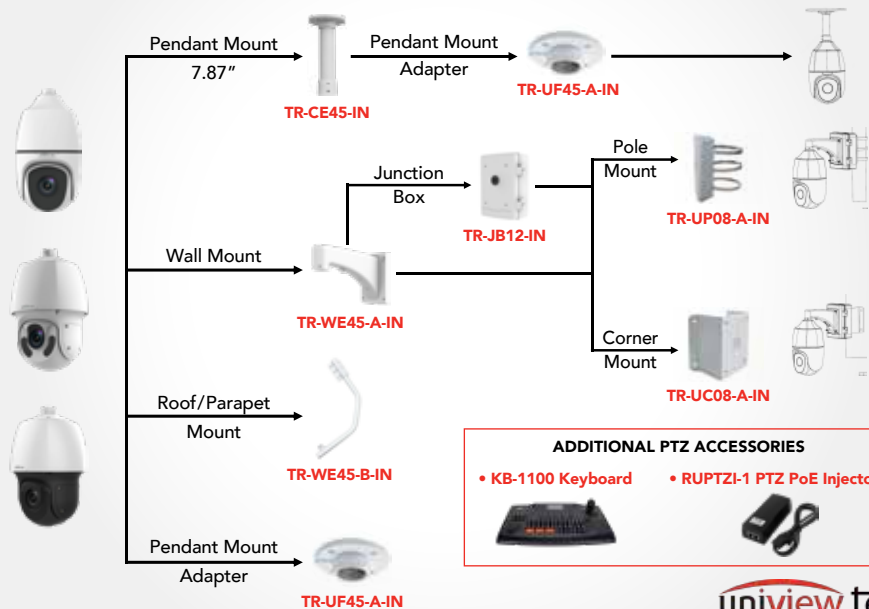 Pendant Mount
7.87"
TR-CE45-IN
Pendant Mount
Adapter
TR-UF45-A-IN
Junction
Box
TR-JB12-IN
Pole
Mount
TR-UP08-A-IN
Wall Mount
TR-WE45-A-IN
Corner
Mount
TR-UC08-A-IN
Roof/Parapet
Mount
TR-WE45-B-IN
ADDITIONAL PTZ ACCESSORIES
• KB-1100 Keyboard
• RUPTZI-1 PTZ PoE Injecto
Pendant Mount
Adapter
TR-UF45-A-IN
uniview te